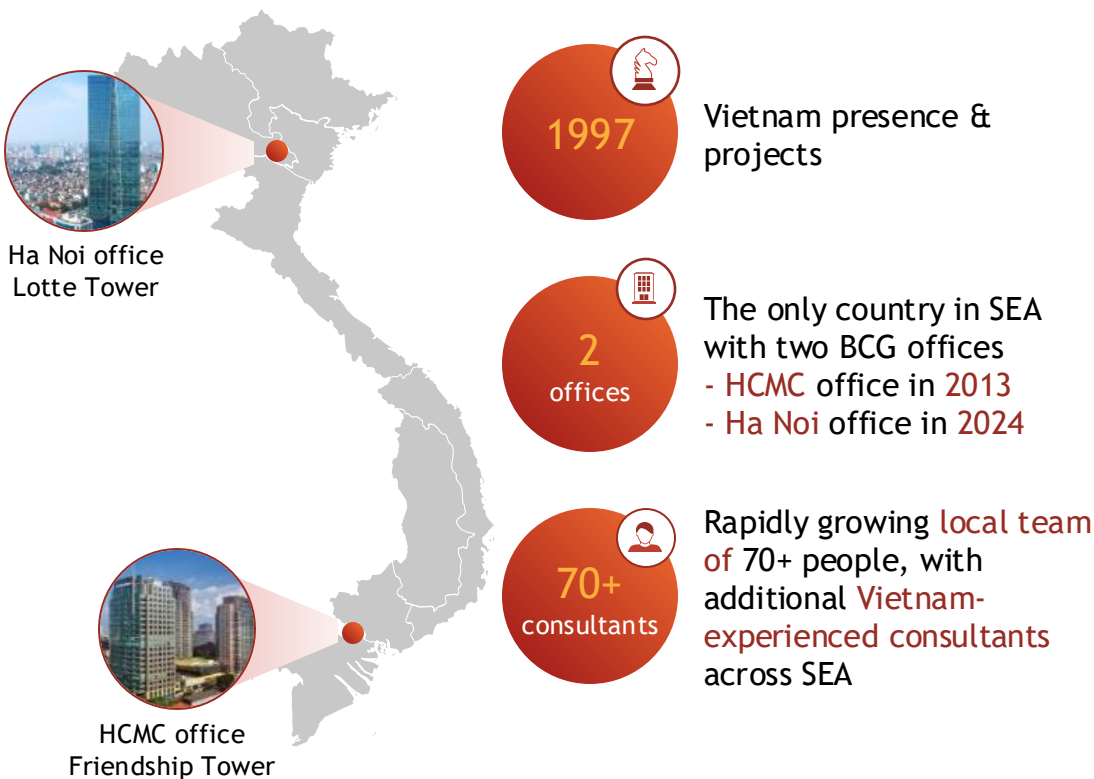 Ha Noi office
Lotte Tower
HCMC office
Friendship Tower
1997
Vietnam presence &
projects
2
offices
The only country in SEA
with two BCG offices
- HCMC office in 2013
- Ha Noi office in 2024
70+
consultants
Rapidly growing local team
of 70+ people, with
additional Vietnam-
experienced consultants
across SEA